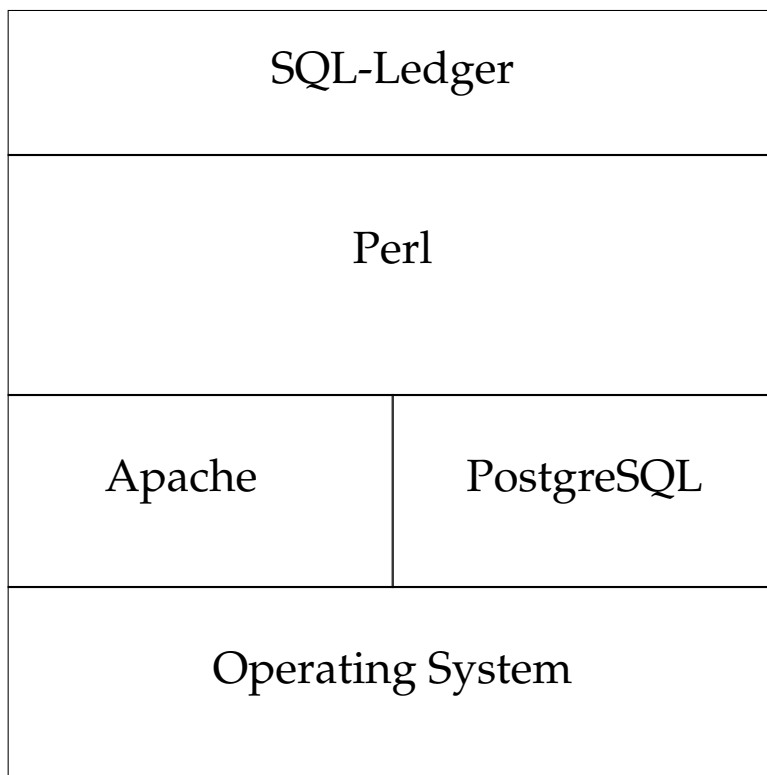 SQL-Ledger
Perl
Apache
PostgreSQL
Operating System